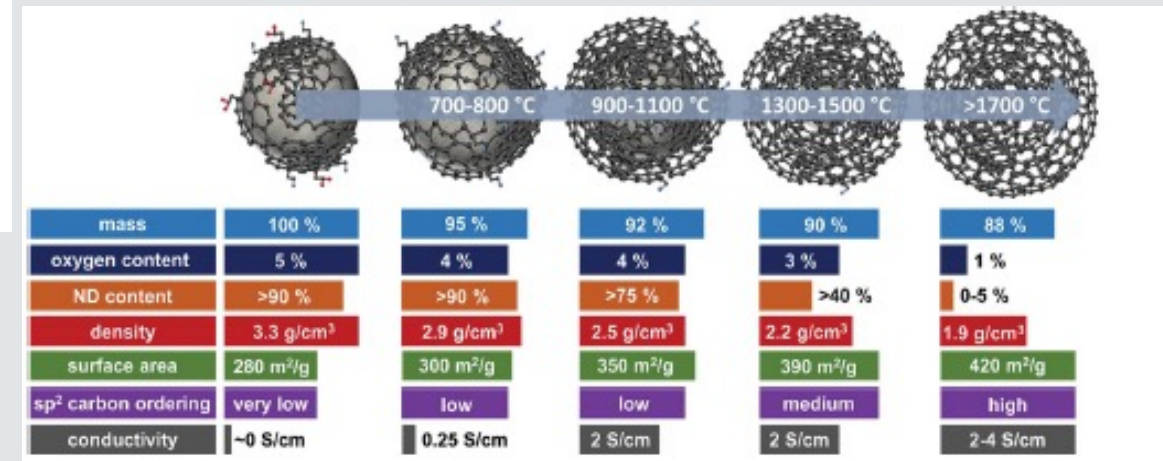 700-800 °C 900-1100 °C 1300-1500 °C >1700 °C
mass 100 % 95 % 92 % 90 % 88 %
oxygen content 5 % 4 % 4 % 3 % 1 %
ND content >90 % >90 % >75 % >40 % 0-5 %
density 3.3 g/cm³ 2.9 g/cm³ 2.5 g/cm³ 2.2 g/cm³ 1.9 g/cm³
surface area 280 m²/g 300 m²/g 350 m²/g 390 m²/g 420 m²/g
sp² carbon ordering very low low low medium high
conductivity ~0 S/cm 0.25 S/cm 2 S/cm 2 S/cm 2-4 S/cm